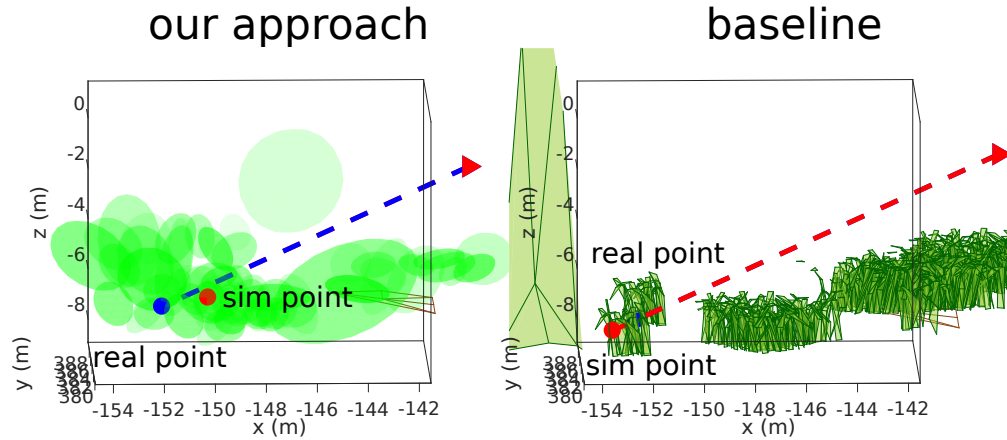 our approach
baseline
0
-2
-4
-6
-8
z (m)
sim point
real point
388
386
384
382
380
y (m)
-154 -152 -150 -148 -146 -144 -142
x (m)
0
-2
-4
-6
-8
z (m)
real point
sim point
388
386
384
382
380
y (m)
-154 -152 -150 -148 -146 -144 -142
x (m)